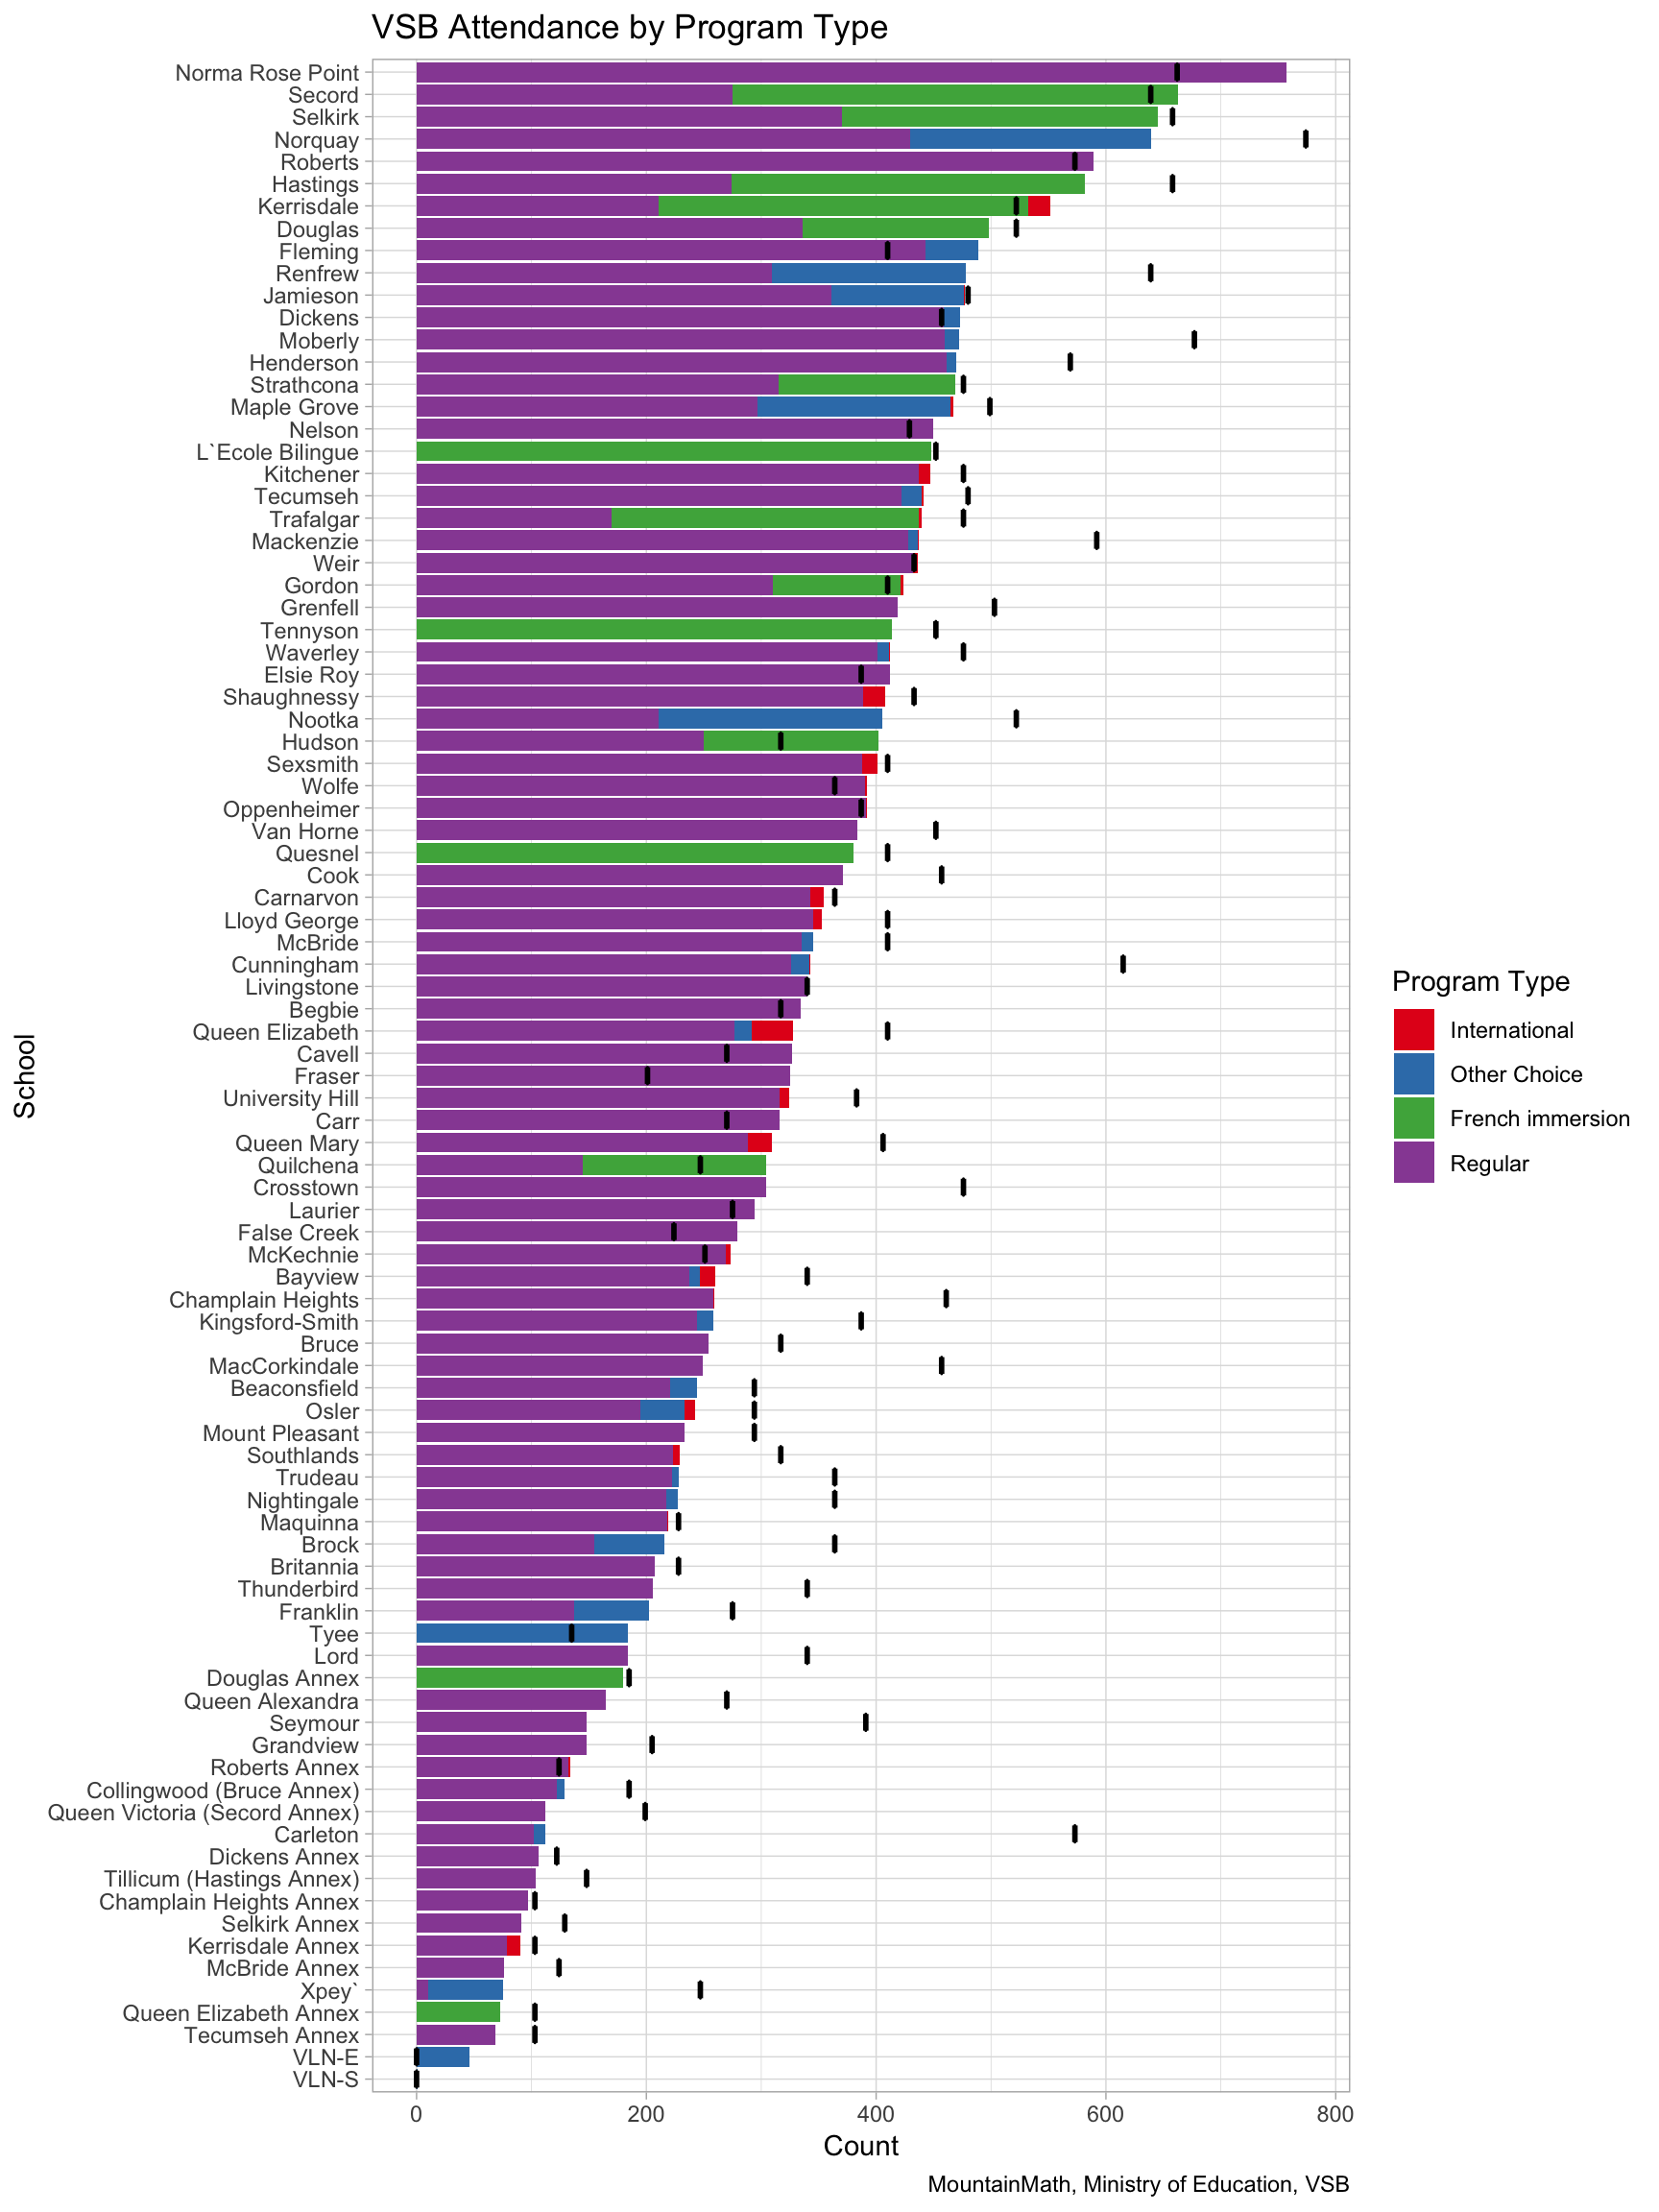 VSB Attendance by Program Type
School
Norma Rose Point
Secord
Selkirk
Norquay
Roberts
Hastings
Kerrisdale
Douglas
Fleming
Renfrew
Jamieson
Dickens
Moberly
Henderson
Strathcona
Maple Grove
Nelson
L`Ecole Bilingue
Kitchener
Tecumseh
Trafalgar
Mackenzie
Weir
Gordon
Grenfell
Tennyson
Waverley
Elsie Roy
Shaughnessy
Nootka
Hudson
Sexsmith
Wolfe
Oppenheimer
Van Horne
Quesnel
Cook
Carnarvon
Lloyd George
McBride
Cunningham
Livingstone
Begbie
Queen Elizabeth
Cavell
Fraser
University Hill
Carr
Queen Mary
Quilchena
Crosstown
Laurier
False Creek
McKechnie
Bayview
Champlain Heights
Kingsford-Smith
Bruce
MacCorkindale
Beaconsfield
Osler
Mount Pleasant
Southlands
Trudeau
Nightingale
Maquinna
Brock
Britannia
Thunderbird
Franklin
Tyee
Lord
Douglas Annex
Queen Alexandra
Seymour
Grandview
Roberts Annex
Collingwood (Bruce Annex)
Queen Victoria (Secord Annex)
Carleton
Dickens Annex
Tillicum (Hastings Annex)
Champlain Heights Annex
Selkirk Annex
Kerrisdale Annex
McBride Annex
Xpey`
Queen Elizabeth Annex
Tecumseh Annex
VLN-E
VLN-S
0 200 400 600 800
Count
Program Type
International
Other Choice
French immersion
Regular
MountainMath, Ministry of Education, VSB